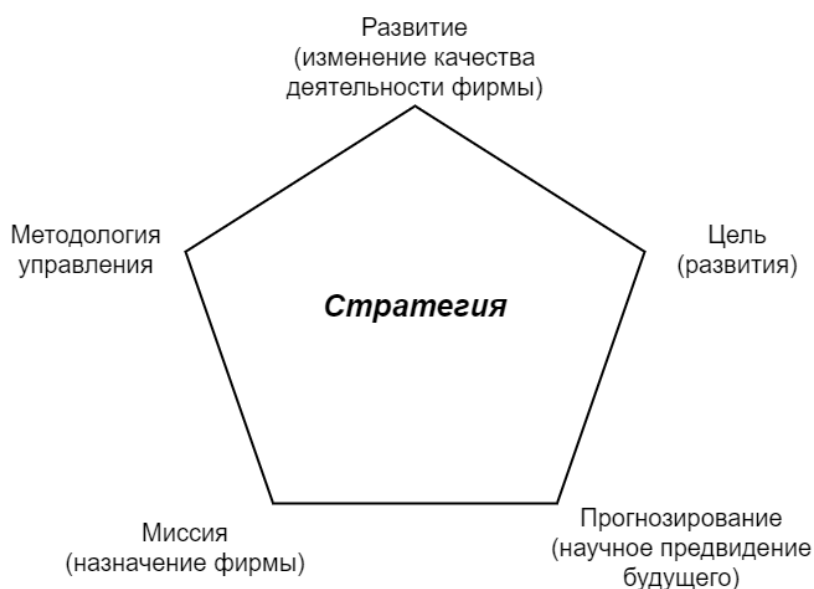 Развитие
(изменение качества
деятельности фирмы)
Методология
управления
Цель
(развития)
Стратегия
Миссия
(назначение фирмы)
Прогнозирование
(научное предвидение
будущего)